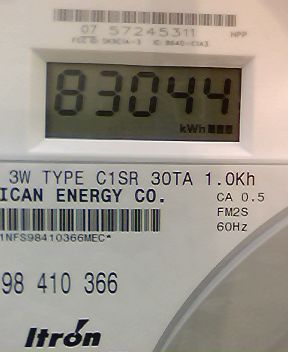 07 57245311
NPP
83044
kWh
3W TYPE C1SR 30TA 1.0Kh
ICAN ENERGY CO.
CA 0.5
FM2S
60Hz
1NFS98410366MEC*
98 410 366
Itrón